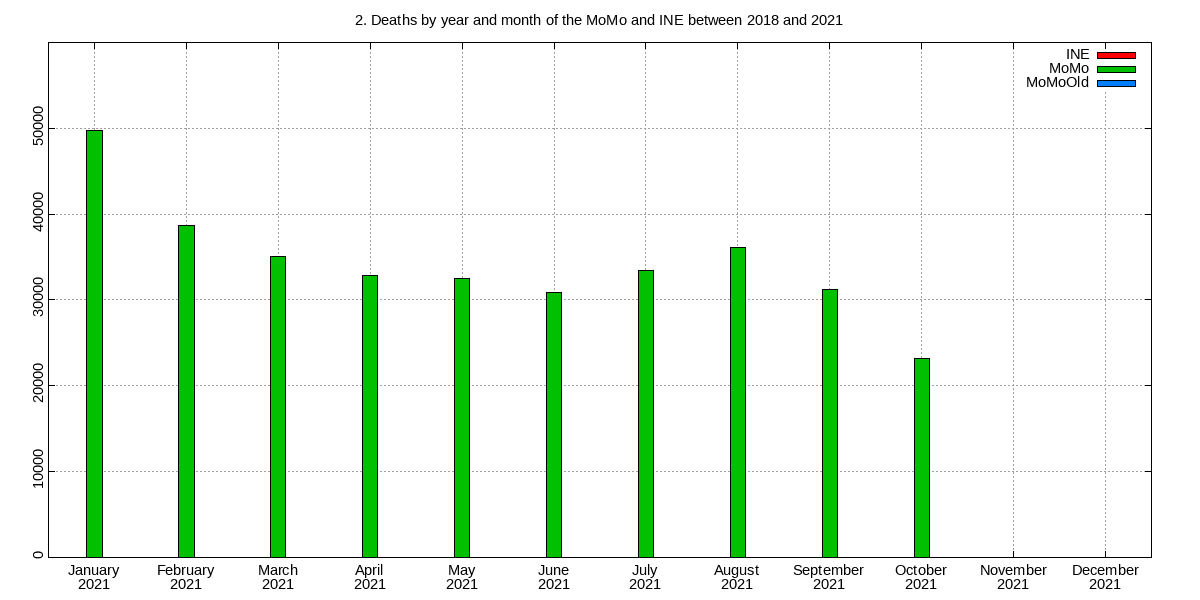 2. Deaths by year and month of the MoMo and INE between 2018 and 2021
INE
MoMo
MoMoOld
50000
40000
30000
20000
10000
0
January February March April May June July August September October November December
2021 2021 2021 2021 2021 2021 2021 2021 2021 2021 2021 2021